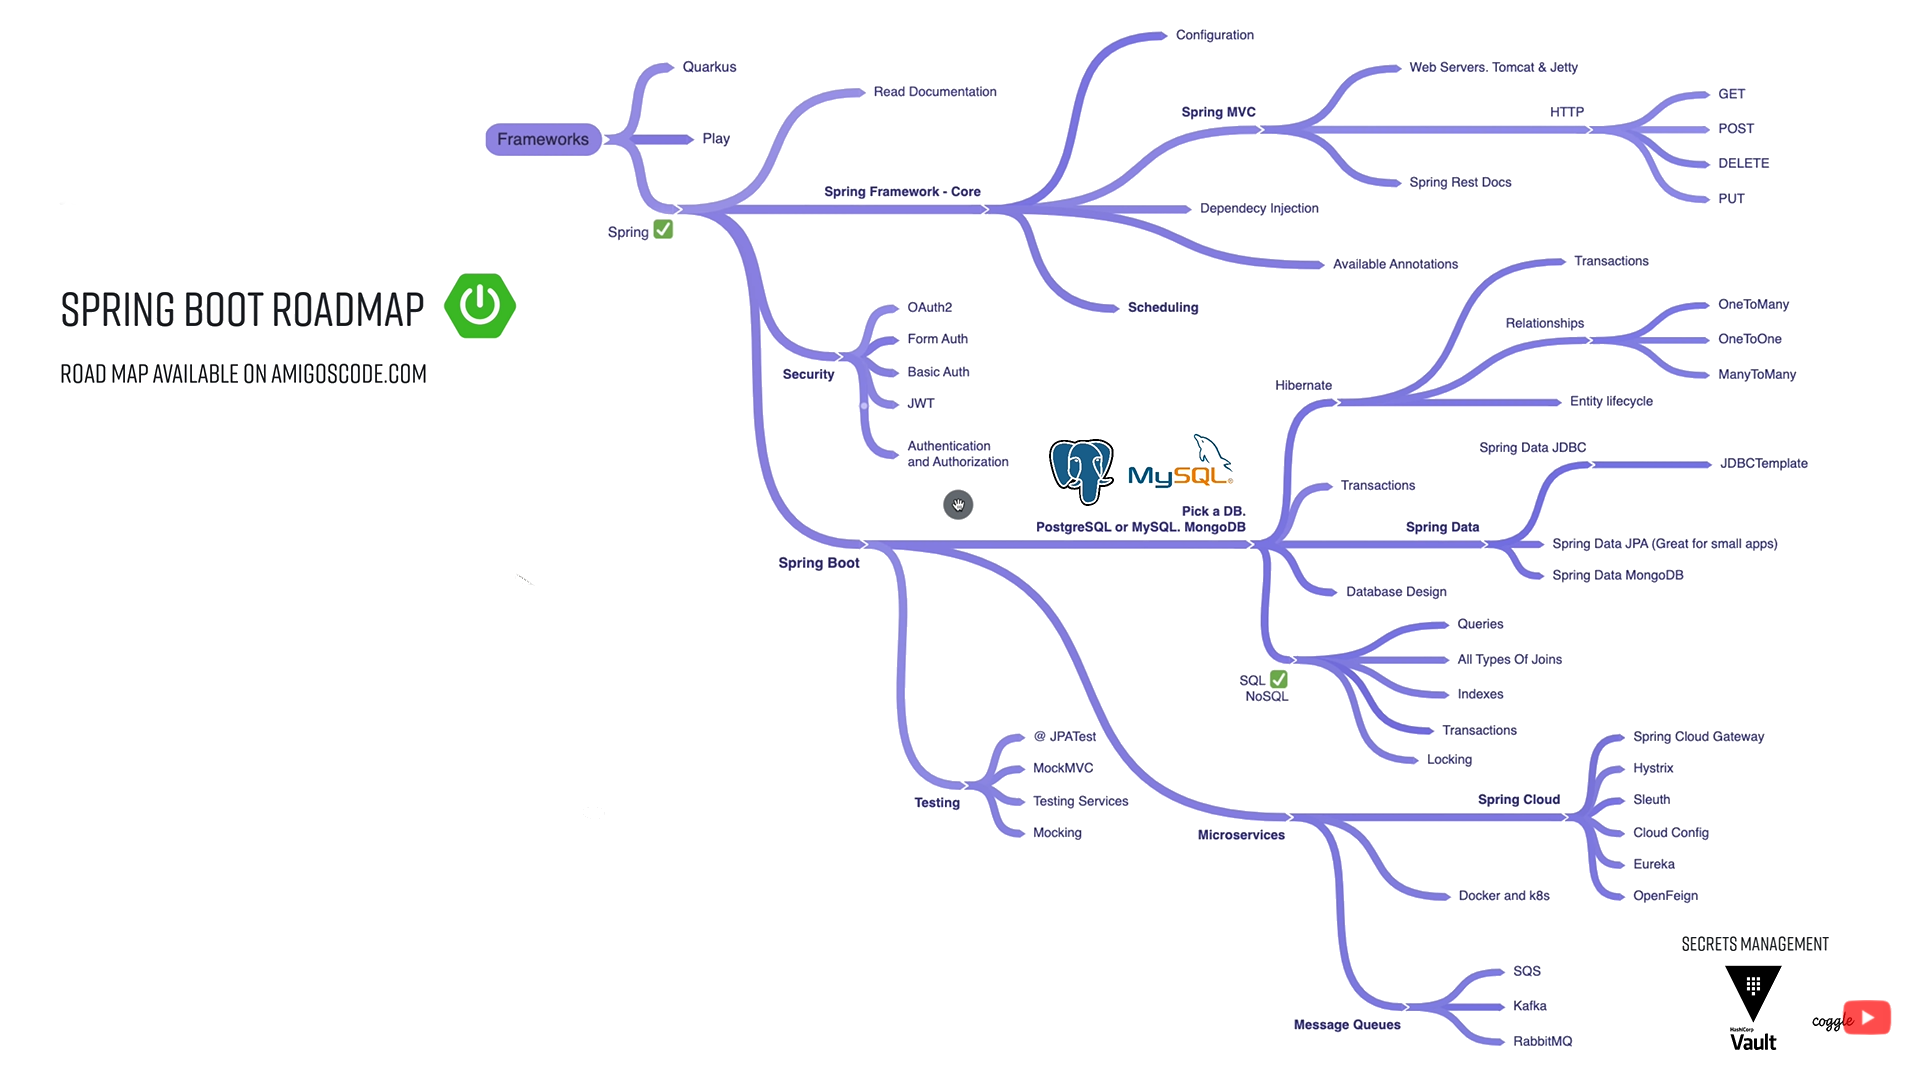 Configuration
Quarkus
Web Servers. Tomcat & Jetty
Read Documentation
GET
Spring MVC
HTTP
POST
Frameworks
Play
DELETE
Spring Framework - Core
Spring Rest Docs
PUT
Dependecy Injection
Spring
Available Annotations
Transactions
SPRING BOOT ROADMAP
OAuth2
Scheduling
OneToMany
Relationships
Form Auth
OneToOne
ROAD MAP AVAILABLE ON AMIGOSCODE.COM
Security
Basic Auth
ManyToMany
Hibernate
JWT
Entity lifecycle
Authentication
and Authorization
Spring Data JDBC
JDBCTemplate
MySQL®
Transactions
Pick a DB.
PostgreSQL or MySQL. MongoDB
Spring Data
Spring Boot
Spring Data JPA (Great for small apps)
Spring Data MongoDB
Database Design
Queries
All Types Of Joins
SQL
NoSQL
Indexes
Transactions
Locking
@ JPATest
MockMVC
Testing
Testing Services
Mocking
Spring Cloud Gateway
Hystrix
Spring Cloud
Sleuth
Microservices
Cloud Config
Eureka
Docker and k8s
OpenFeign
SECRETS MANAGEMENT
SQS
Kafka
Message Queues
RabbitMQ
HashiCorp
Vault
coggle